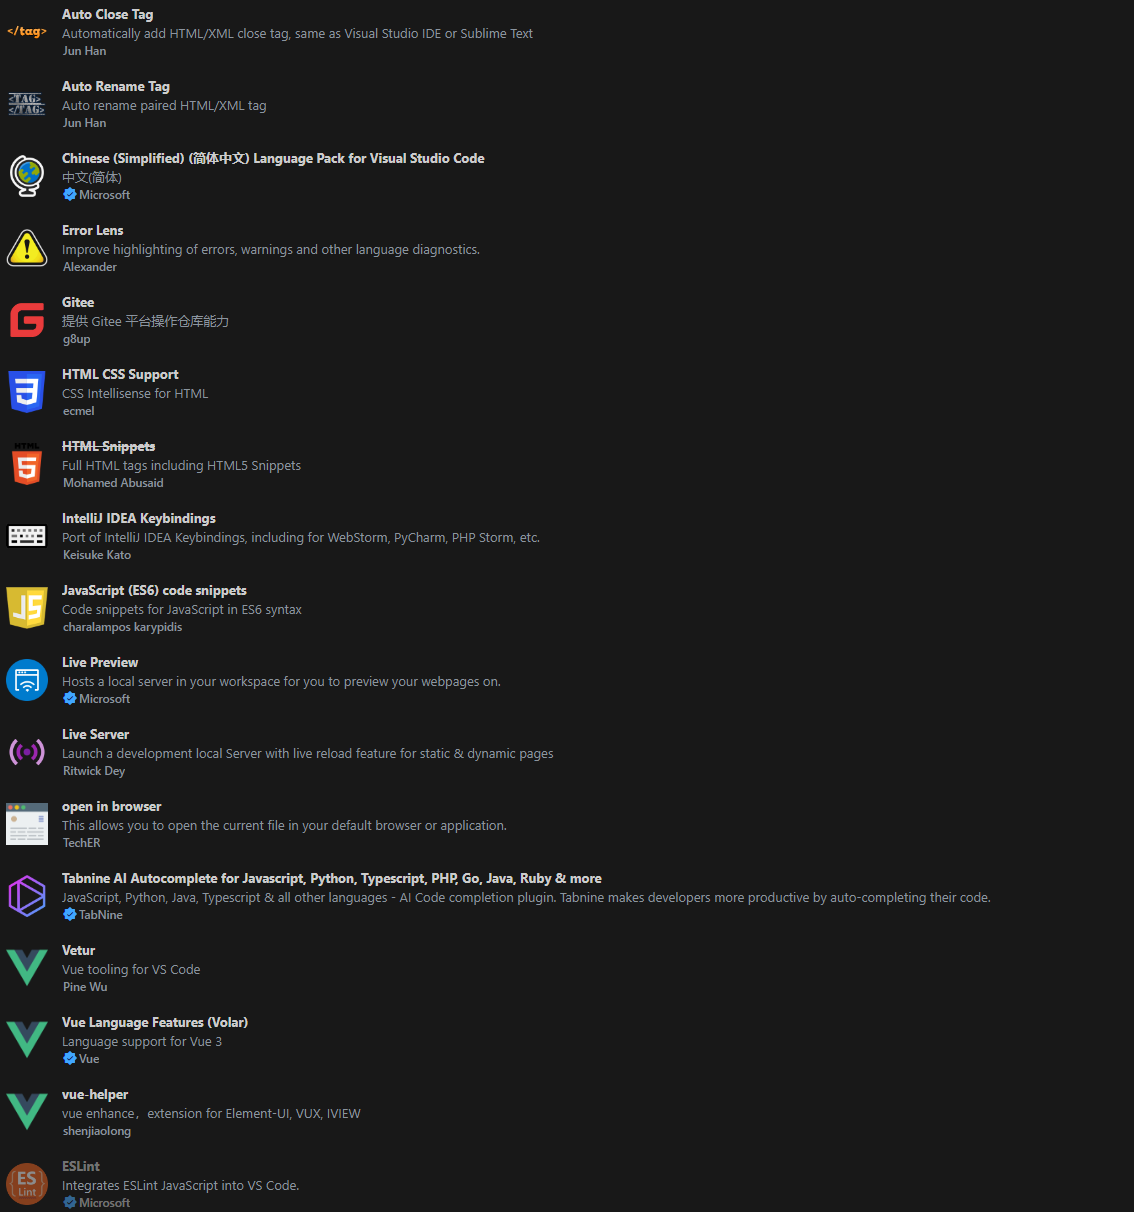 </tag>
Auto Close Tag
Automatically add HTML/XML close tag, same as Visual Studio IDE or Sublime Text
Jun Han
<TAG>
</TAG>
Auto Rename Tag
Auto rename paired HTML/XML tag
Jun Han
Chinese (Simplified) (简体中文) Language Pack for Visual Studio Code
中文(简体)
Microsoft
Error Lens
Improve highlighting of errors, warnings and other language diagnostics.
Alexander
Gitee
提供 Gitee 平台操作仓库能力
g8up
HTML CSS Support
CSS Intellisense for HTML
ecmel
HTML
5
HTML Snippets
Full HTML tags including HTML5 Snippets
Mohamed Abusaid
IntelliJ IDEA Keybindings
Port of IntelliJ IDEA Keybindings, including for WebStorm, PyCharm, PHP Storm, etc.
Keisuke Kato
JS
JavaScript (ES6) code snippets
Code snippets for JavaScript in ES6 syntax
charalampos karypidis
Live Preview
Hosts a local server in your workspace for you to preview your webpages on.
Microsoft
Live Server
Launch a development local Server with live reload feature for static & dynamic pages
Ritwick Dey
open in browser
This allows you to open the current file in your default browser or application.
TechER
Tabnine AI Autocomplete for Javascript, Python, Typescript, PHP, Go, Java, Ruby & more
JavaScript, Python, Java, Typescript & all other languages - AI Code completion plugin. Tabnine makes developers more productive by auto-completing their code.
TabNine
Vetur
Vue tooling for VS Code
Pine Wu
Vue Language Features (Volar)
Language support for Vue 3
Vue
vue-helper
vue enhance，extension for Element-UI, VUX, IVIEW
shenjiaolong
{ES
Lint}
ESLint
Integrates ESLint JavaScript into VS Code.
Microsoft